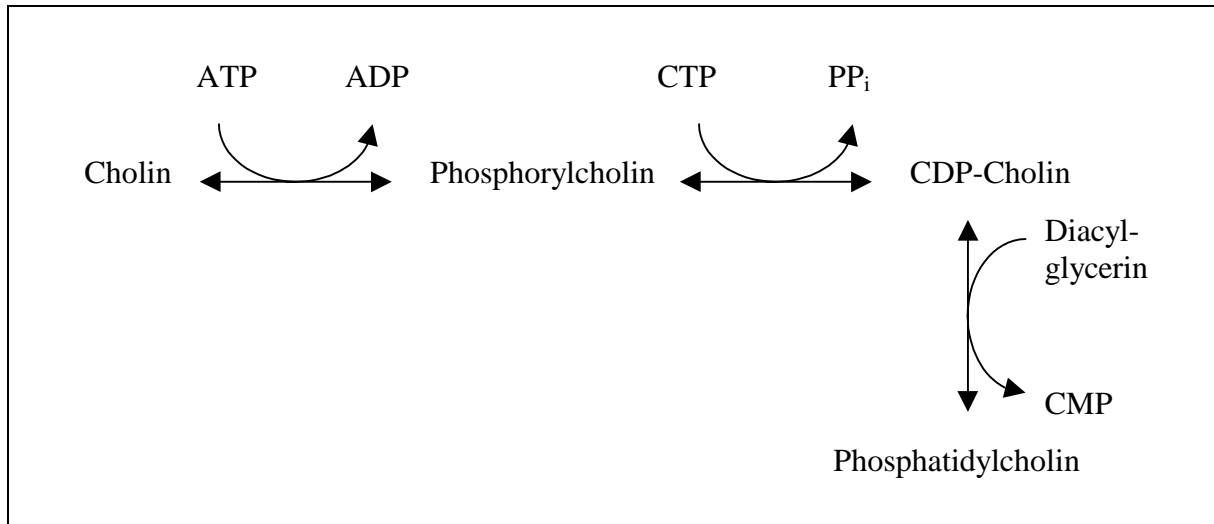 ATP ADP CTP PPi
Cholin Phosphorylcholin CDP-Cholin
Diacyl-
glycerin
CMP
Phosphatidylcholin